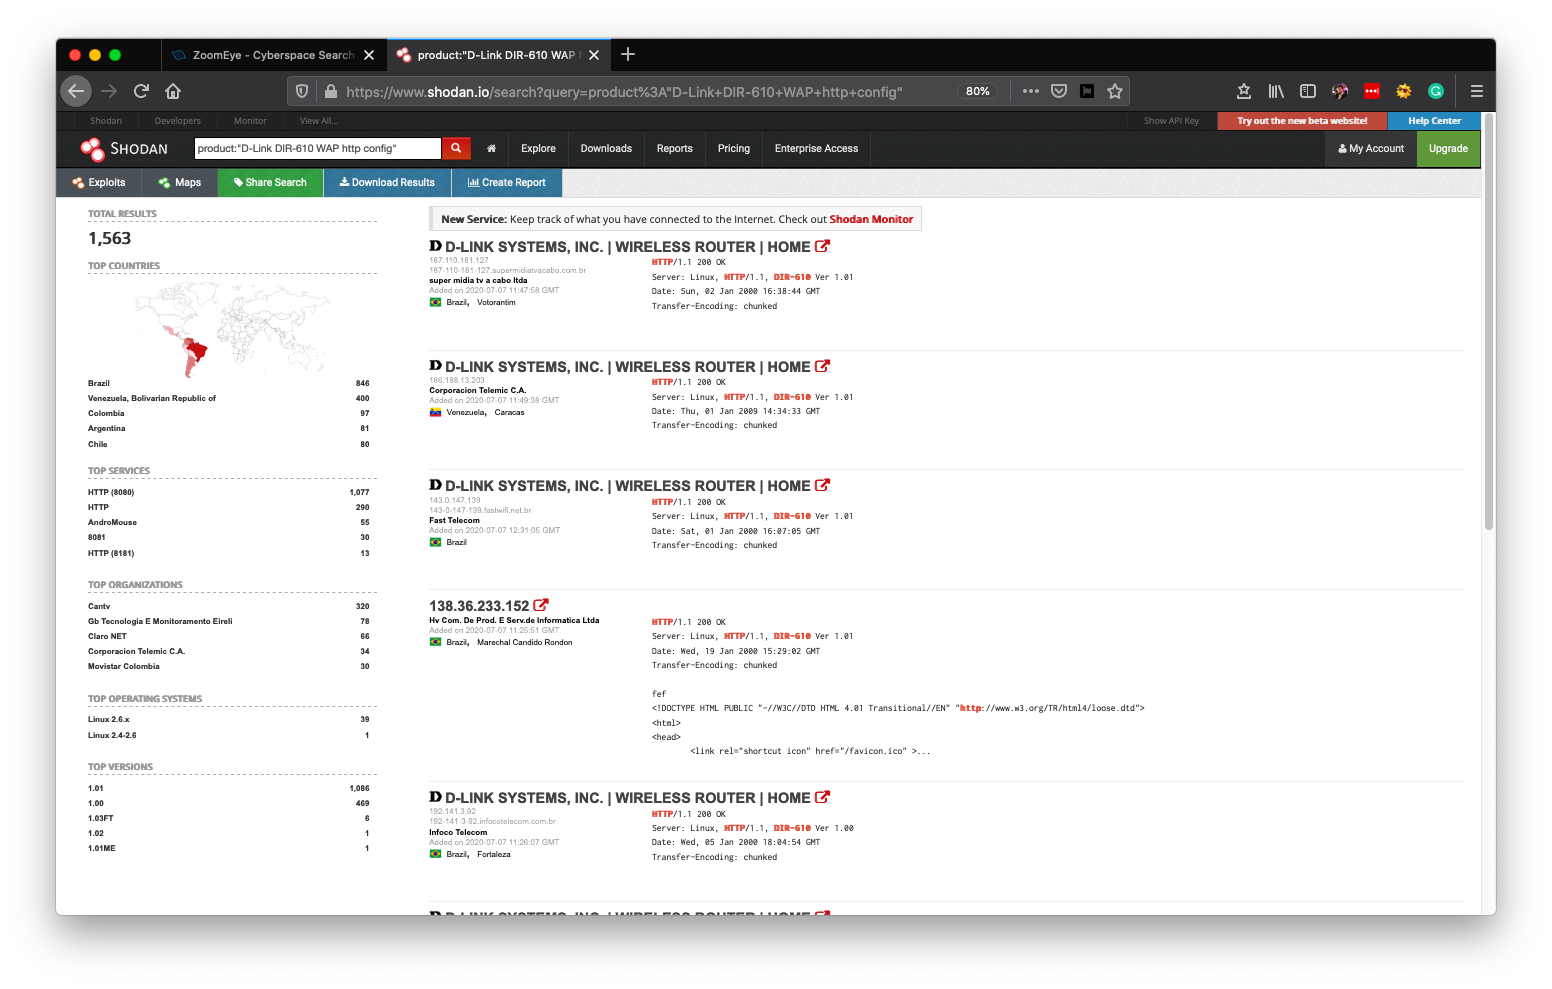 ZoomEye - Cyberspace Search
product:"D-Link DIR-610 WAP h
https://www.shodan.io/search?query=product%3A"D-Link+DIR-610+WAP+http+config"
80%
Shodan Developers Monitor View All...
Show API Key Try out the new beta website! Help Center
SHODAN product:"D-Link DIR-610 WAP http config" Explore Downloads Reports Pricing Enterprise Access My Account Upgrade
Exploits Maps Share Search Download Results Create Report
TOTAL RESULTS
1,563
TOP COUNTRIES
Brazil 846
Venezuela, Bolivarian Republic of 400
Colombia 97
Argentina 81
Chile 80
TOP SERVICES
HTTP (8080) 1,077
HTTP 290
AndroMouse 55
8081 30
HTTP (8181) 13
TOP ORGANIZATIONS
Cantv 320
Gb Tecnologia E Monitoramento Eireli 78
Claro NET 66
Corporacion Telemic C.A. 34
Movistar Colombia 30
TOP OPERATING SYSTEMS
Linux 2.6.x 39
Linux 2.4-2.6 1
TOP VERSIONS
1.01 1,086
1.00 469
1.03FT 6
1.02 1
1.01ME 1
New Service: Keep track of what you have connected to the Internet. Check out Shodan Monitor
D-LINK SYSTEMS, INC. | WIRELESS ROUTER | HOME
187.110.181.127
187-110-181-127.supermidiatvacabo.com.br
super midia tv a cabo ltda
Added on 2020-07-07 11:47:58 GMT
Brazil, Votorantim
HTTP/1.1 200 OK
Server: Linux, HTTP/1.1, DIR-610 Ver 1.01
Date: Sun, 02 Jan 2000 16:38:44 GMT
Transfer-Encoding: chunked
D-LINK SYSTEMS, INC. | WIRELESS ROUTER | HOME
186.188.13.203
Corporacion Telemic C.A.
Added on 2020-07-07 11:49:38 GMT
Venezuela, Caracas
HTTP/1.1 200 OK
Server: Linux, HTTP/1.1, DIR-610 Ver 1.01
Date: Thu, 01 Jan 2009 14:34:33 GMT
Transfer-Encoding: chunked
D-LINK SYSTEMS, INC. | WIRELESS ROUTER | HOME
143.0.147.139
143-0-147-139.fastwifi.net.br
Fast Telecom
Added on 2020-07-07 12:31:05 GMT
Brazil
HTTP/1.1 200 OK
Server: Linux, HTTP/1.1, DIR-610 Ver 1.01
Date: Sat, 01 Jan 2000 16:07:05 GMT
Transfer-Encoding: chunked
138.36.233.152
Hv Com. De Prod. E Serv.de Informatica Ltda
Added on 2020-07-07 11:25:51 GMT
Brazil, Marechal Candido Rondon
HTTP/1.1 200 OK
Server: Linux, HTTP/1.1, DIR-610 Ver 1.01
Date: Wed, 19 Jan 2000 15:29:02 GMT
Transfer-Encoding: chunked
fef
<!DOCTYPE HTML PUBLIC "-//W3C//DTD HTML 4.01 Transitional//EN" "http://www.w3.org/TR/html4/loose.dtd">
<html>
<head>
<link rel="shortcut icon" href="/favicon.ico" >...
D-LINK SYSTEMS, INC. | WIRELESS ROUTER | HOME
192.141.3.92
192-141-3-92.infocotelecom.com.br
Infoco Telecom
Added on 2020-07-07 11:26:07 GMT
Brazil, Fortaleza
HTTP/1.1 200 OK
Server: Linux, HTTP/1.1, DIR-610 Ver 1.00
Date: Wed, 05 Jan 2000 18:04:54 GMT
Transfer-Encoding: chunked
D-LINK SYSTEMS, INC. | WIRELESS ROUTER | HOME